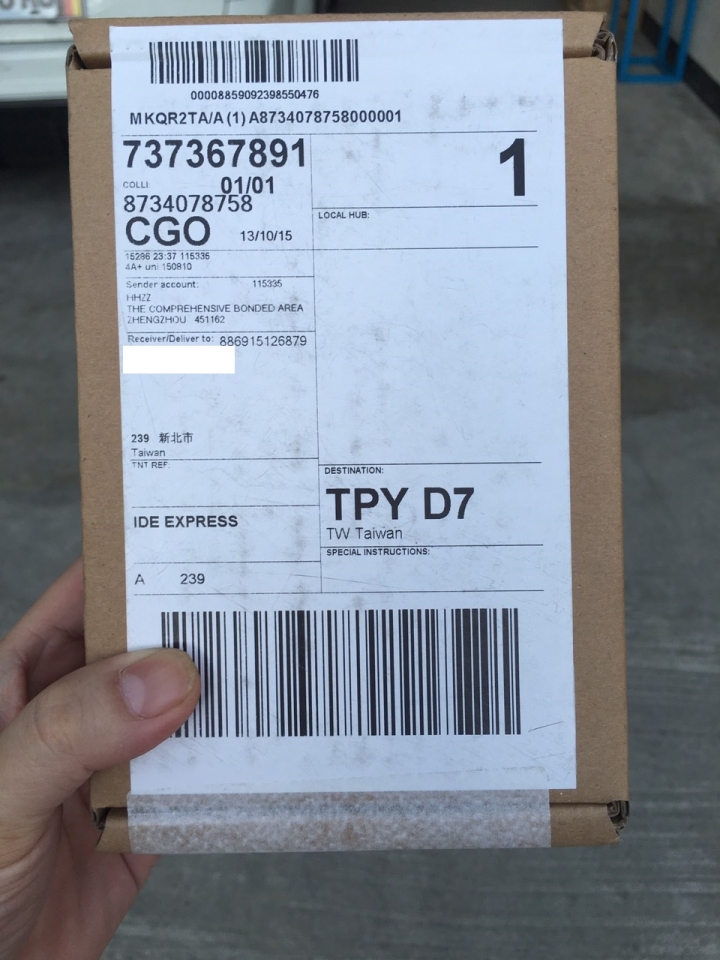 00008859092398550476
MKQR2TA/A (1) A8734078758000001
737367891
1
COLLI:
01/01
8734078758
LOCAL HUB:
CGO 13/10/15
15286 23:37 115335
4A+ uni 150810
Sender account: 115335
HHZZ
THE COMPREHENSIVE BONDED AREA
ZHENGZHOU 451162
Receiver/Deliver to: 886915126879
239 新北市
Taiwan
TNT REF:
DESTINATION:
TPY D7
TW Taiwan
IDE EXPRESS
SPECIAL INSTRUCTIONS:
A 239